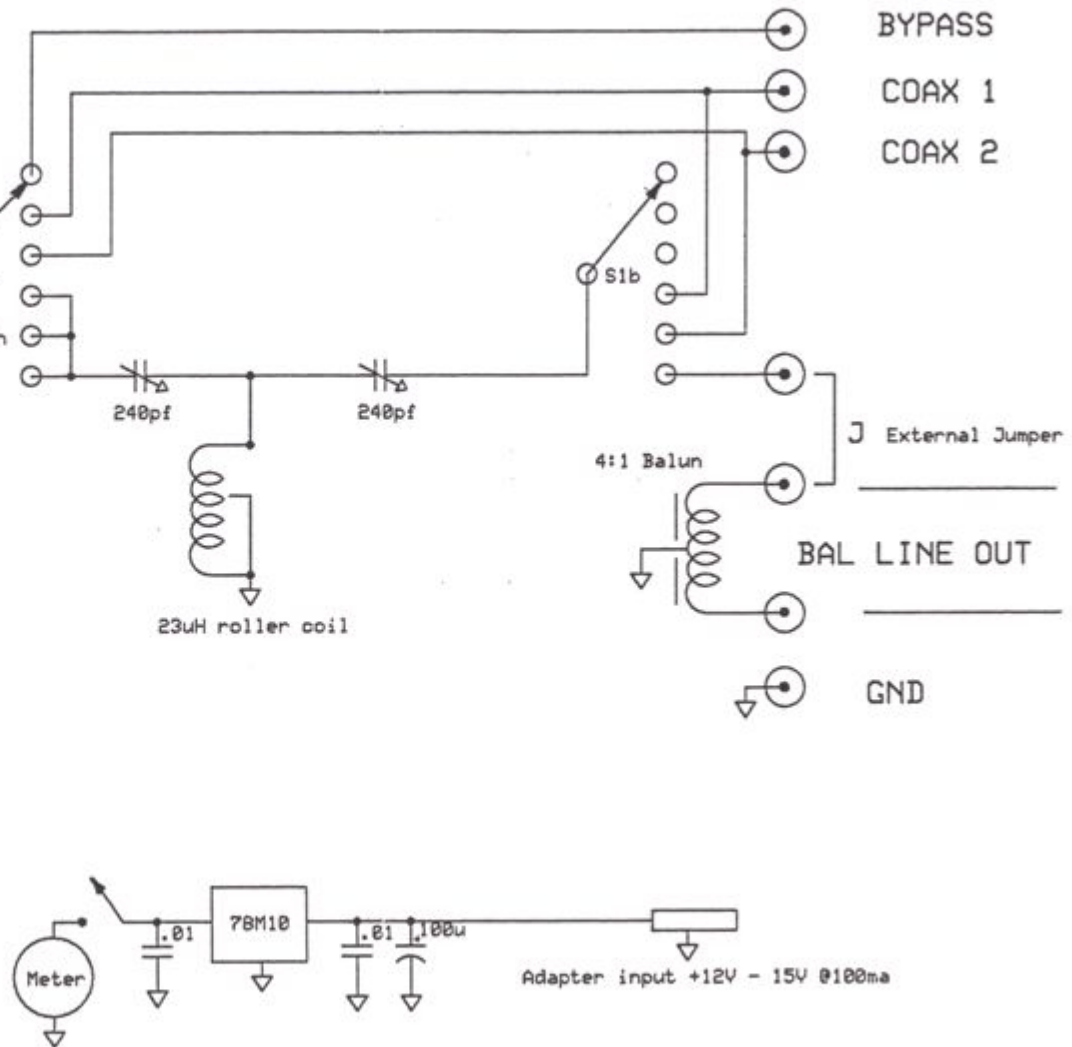 BYPASS
COAX 1
COAX 2
S1b
240pf
240pf
J External Jumper
4:1 Balun
BAL LINE OUT
23uH roller coil
GND
.01
78M10
.01
.100u
Meter
Adapter input +12V - 15V @100ma